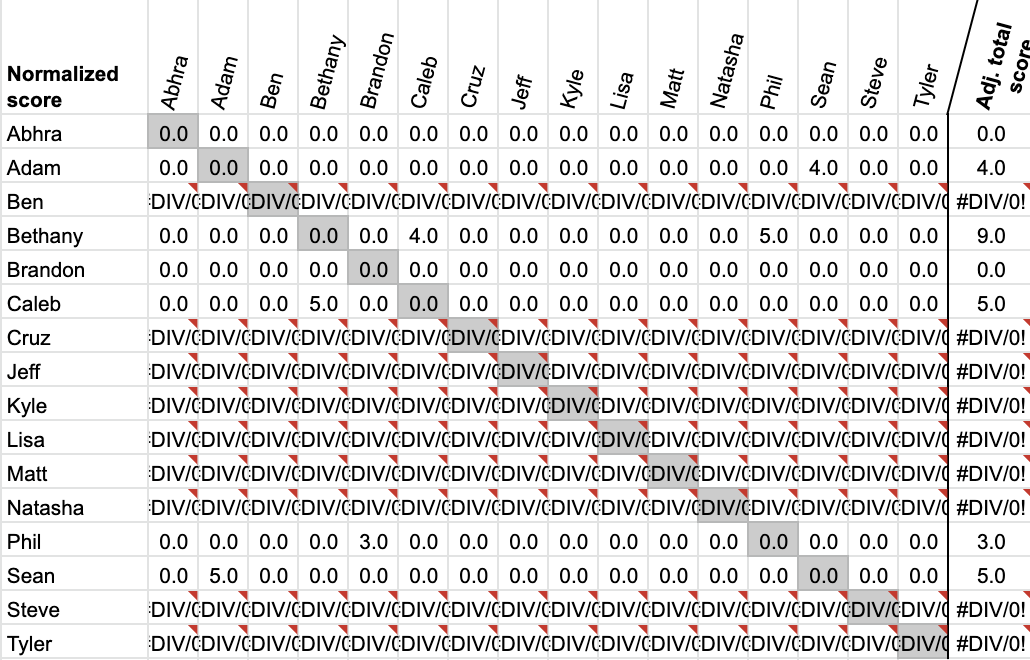 Normalized score Abhra Adam Ben Bethany Brandon Caleb Cruz Jeff Kyle Lisa Matt Natasha Phil Sean Steve Tyler Adj. total score
Abhra 0.0 0.0 0.0 0.0 0.0 0.0 0.0 0.0 0.0 0.0 0.0 0.0 0.0 0.0 0.0 0.0 0.0
Adam 0.0 0.0 0.0 0.0 0.0 0.0 0.0 0.0 0.0 0.0 0.0 0.0 0.0 4.0 0.0 0.0 4.0
Ben :DIV/0 :DIV/0 :DIV/0 :DIV/0 :DIV/0 :DIV/0 :DIV/0 :DIV/0 :DIV/0 :DIV/0 :DIV/0 :DIV/0 :DIV/0 :DIV/0 :DIV/0 :DIV/0 #DIV/0!
Bethany 0.0 0.0 0.0 0.0 0.0 4.0 0.0 0.0 0.0 0.0 0.0 0.0 5.0 0.0 0.0 0.0 9.0
Brandon 0.0 0.0 0.0 0.0 0.0 0.0 0.0 0.0 0.0 0.0 0.0 0.0 0.0 0.0 0.0 0.0 0.0
Caleb 0.0 0.0 0.0 5.0 0.0 0.0 0.0 0.0 0.0 0.0 0.0 0.0 0.0 0.0 0.0 0.0 5.0
Cruz :DIV/0 :DIV/0 :DIV/0 :DIV/0 :DIV/0 :DIV/0 :DIV/0 :DIV/0 :DIV/0 :DIV/0 :DIV/0 :DIV/0 :DIV/0 :DIV/0 :DIV/0 :DIV/0 #DIV/0!
Jeff :DIV/0 :DIV/0 :DIV/0 :DIV/0 :DIV/0 :DIV/0 :DIV/0 :DIV/0 :DIV/0 :DIV/0 :DIV/0 :DIV/0 :DIV/0 :DIV/0 :DIV/0 :DIV/0 #DIV/0!
Kyle :DIV/0 :DIV/0 :DIV/0 :DIV/0 :DIV/0 :DIV/0 :DIV/0 :DIV/0 :DIV/0 :DIV/0 :DIV/0 :DIV/0 :DIV/0 :DIV/0 :DIV/0 :DIV/0 #DIV/0!
Lisa :DIV/0 :DIV/0 :DIV/0 :DIV/0 :DIV/0 :DIV/0 :DIV/0 :DIV/0 :DIV/0 :DIV/0 :DIV/0 :DIV/0 :DIV/0 :DIV/0 :DIV/0 :DIV/0 #DIV/0!
Matt :DIV/0 :DIV/0 :DIV/0 :DIV/0 :DIV/0 :DIV/0 :DIV/0 :DIV/0 :DIV/0 :DIV/0 :DIV/0 :DIV/0 :DIV/0 :DIV/0 :DIV/0 :DIV/0 #DIV/0!
Natasha :DIV/0 :DIV/0 :DIV/0 :DIV/0 :DIV/0 :DIV/0 :DIV/0 :DIV/0 :DIV/0 :DIV/0 :DIV/0 :DIV/0 :DIV/0 :DIV/0 :DIV/0 :DIV/0 #DIV/0!
Phil 0.0 0.0 0.0 0.0 3.0 0.0 0.0 0.0 0.0 0.0 0.0 0.0 0.0 0.0 0.0 0.0 3.0
Sean 0.0 5.0 0.0 0.0 0.0 0.0 0.0 0.0 0.0 0.0 0.0 0.0 0.0 0.0 0.0 0.0 5.0
Steve :DIV/0 :DIV/0 :DIV/0 :DIV/0 :DIV/0 :DIV/0 :DIV/0 :DIV/0 :DIV/0 :DIV/0 :DIV/0 :DIV/0 :DIV/0 :DIV/0 :DIV/0 :DIV/0 #DIV/0!
Tyler :DIV/0 :DIV/0 :DIV/0 :DIV/0 :DIV/0 :DIV/0 :DIV/0 :DIV/0 :DIV/0 :DIV/0 :DIV/0 :DIV/0 :DIV/0 :DIV/0 :DIV/0 :DIV/0 #DIV/0!